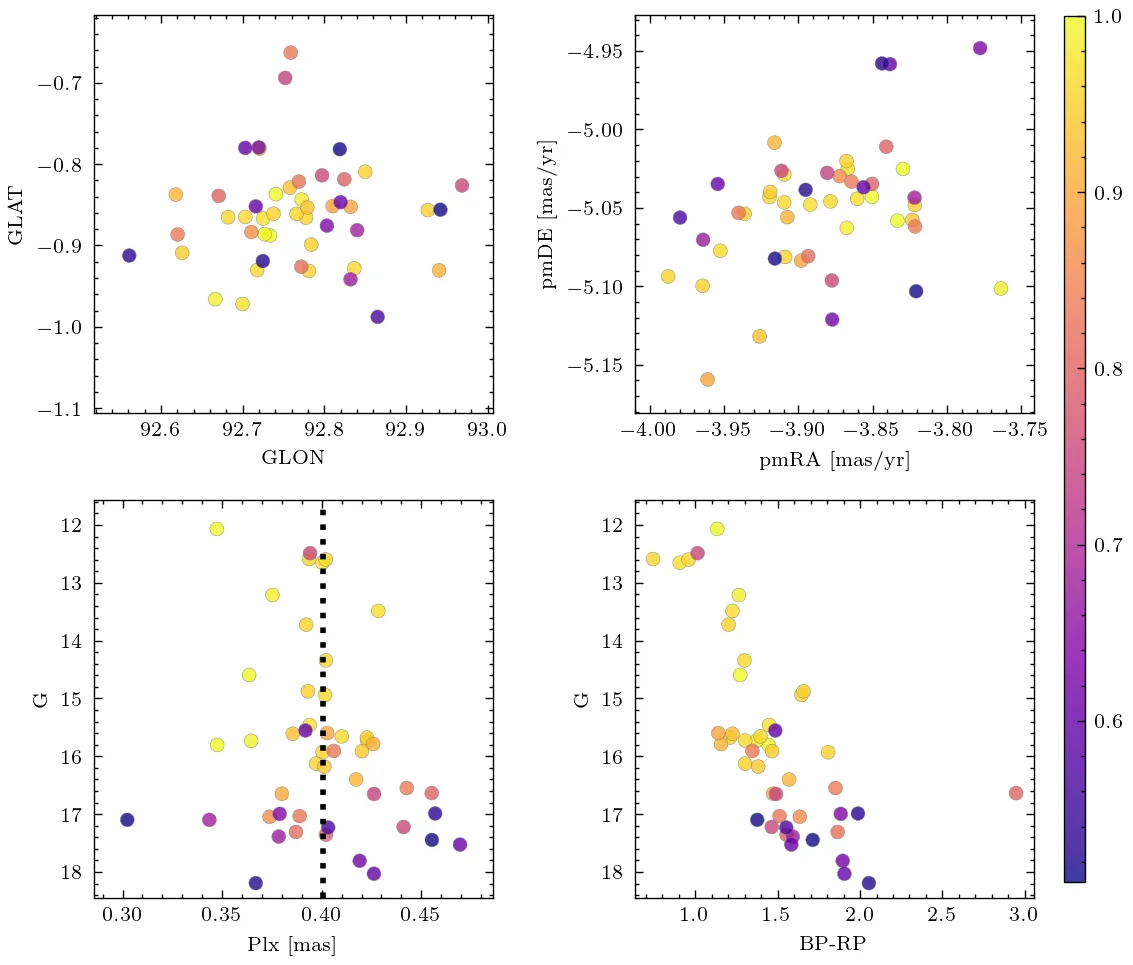 −0.7
−0.8
−0.9
−1.0
−1.1
GLAT
92.6 92.7 92.8 92.9 93.0
GLON
−4.95
−5.00
−5.05
−5.10
−5.15
pmDE [mas/yr]
−4.00 −3.95 −3.90 −3.85 −3.80 −3.75
pmRA [mas/yr]
12
13
14
15
16
17
18
G
0.30 0.35 0.40 0.45
Plx [mas]
12
13
14
15
16
17
18
G
1.0 1.5 2.0 2.5 3.0
BP-RP
1.0
0.9
0.8
0.7
0.6